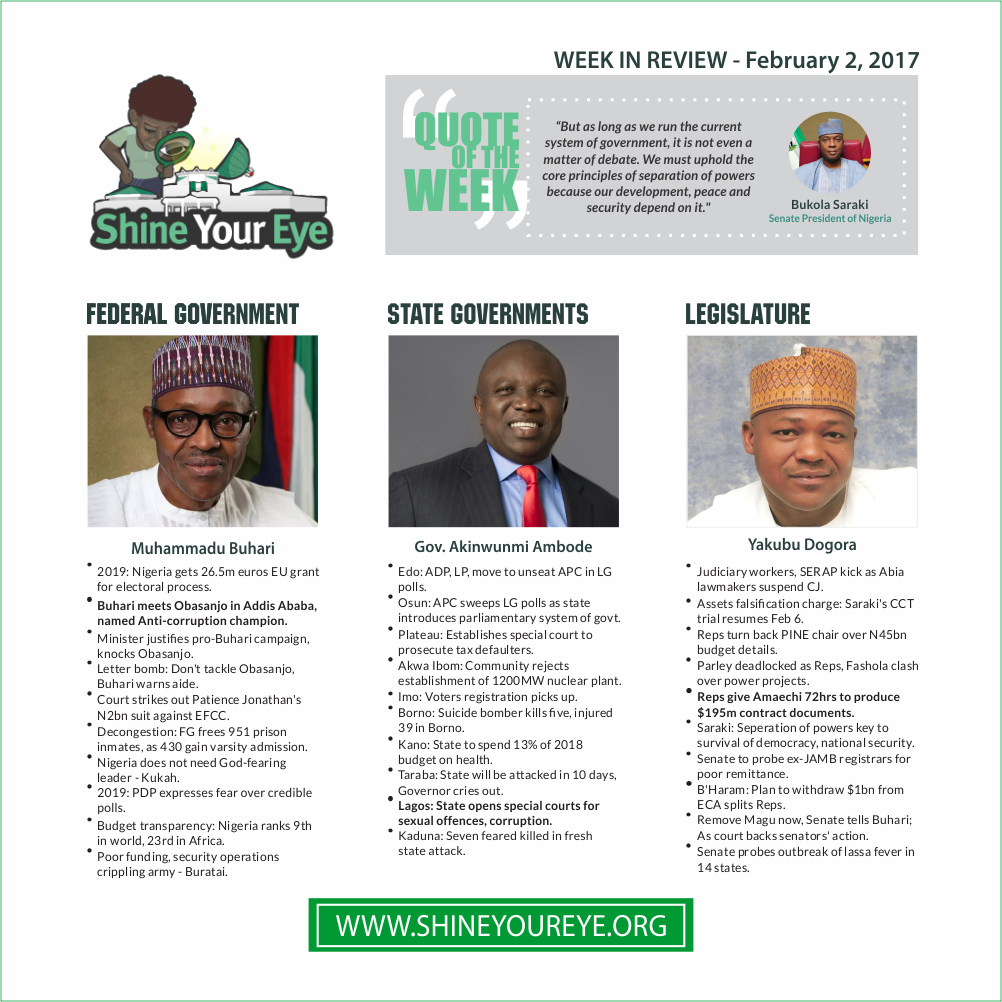 WEEK IN REVIEW - February 2, 2017
Shine Your Eye
QUOTE
OF THE
WEEK
“But as long as we run the current
system of government, it is not even a
matter of debate. We must uphold the
core principles of separation of powers
because our development, peace and
security depend on it."
Bukola Saraki
Senate President of Nigeria
FEDERAL GOVERNMENT
Muhammadu Buhari
• 2019: Nigeria gets 26.5m euros EU grant
for electoral process.
• Buhari meets Obasanjo in Addis Ababa,
named Anti-corruption champion.
• Minister justifies pro-Buhari campaign,
knocks Obasanjo.
• Letter bomb: Don't tackle Obasanjo,
Buhari warns aide.
• Court strikes out Patience Jonathan's
N2bn suit against EFCC.
• Decongestion: FG frees 951 prison
inmates, as 430 gain varsity admission.
• Nigeria does not need God-fearing
leader - Kukah.
• 2019: PDP expresses fear over credible
polls.
• Budget transparency: Nigeria ranks 9th
in world, 23rd in Africa.
• Poor funding, security operations
crippling army - Buratai.
STATE GOVERNMENTS
Gov. Akinwunmi Ambode
• Edo: ADP, LP, move to unseat APC in LG
polls.
• Osun: APC sweeps LG polls as state
introduces parliamentary system of govt.
• Plateau: Establishes special court to
prosecute tax defaulters.
• Akwa Ibom: Community rejects
establishment of 1200MW nuclear plant.
• Imo: Voters registration picks up.
• Borno: Suicide bomber kills five, injured
39 in Borno.
• Kano: State to spend 13% of 2018
budget on health.
• Taraba: State will be attacked in 10 days,
Governor cries out.
• Lagos: State opens special courts for
sexual offences, corruption.
• Kaduna: Seven feared killed in fresh
state attack.
LEGISLATURE
Yakubu Dogora
• Judiciary workers, SERAP kick as Abia
lawmakers suspend CJ.
• Assets falsification charge: Saraki's CCT
trial resumes Feb 6.
• Reps turn back PINE chair over N45bn
budget details.
• Parley deadlocked as Reps, Fashola clash
over power projects.
• Reps give Amaechi 72hrs to produce
$195m contract documents.
• Saraki: Seperation of powers key to
survival of democracy, national security.
• Senate to probe ex-JAMB registrars for
poor remittance.
• B'Haram: Plan to withdraw $1bn from
ECA splits Reps.
• Remove Magu now, Senate tells Buhari;
As court backs senators' action.
• Senate probes outbreak of lassa fever in
14 states.
WWW.SHINEYOUREYE.ORG